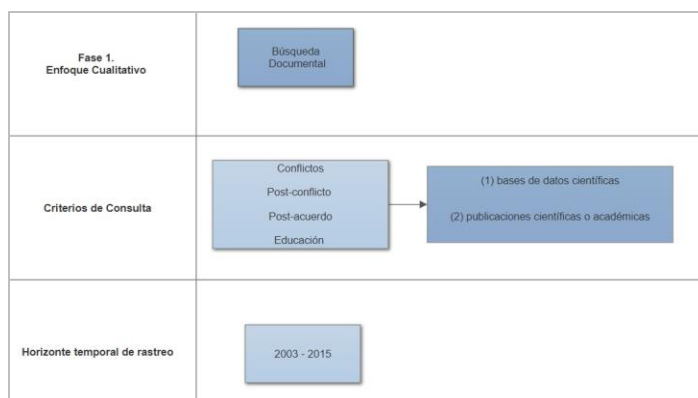 Fase 1.
Enfoque Cualitativo
Búsqueda
Documental
Criterios de Consulta
Conflictos
Post-conflicto
Post-acuerdo
Educación
(1) bases de datos científicas
(2) publicaciones científicas o académicas
Horizonte temporal de rastreo
2003 - 2015